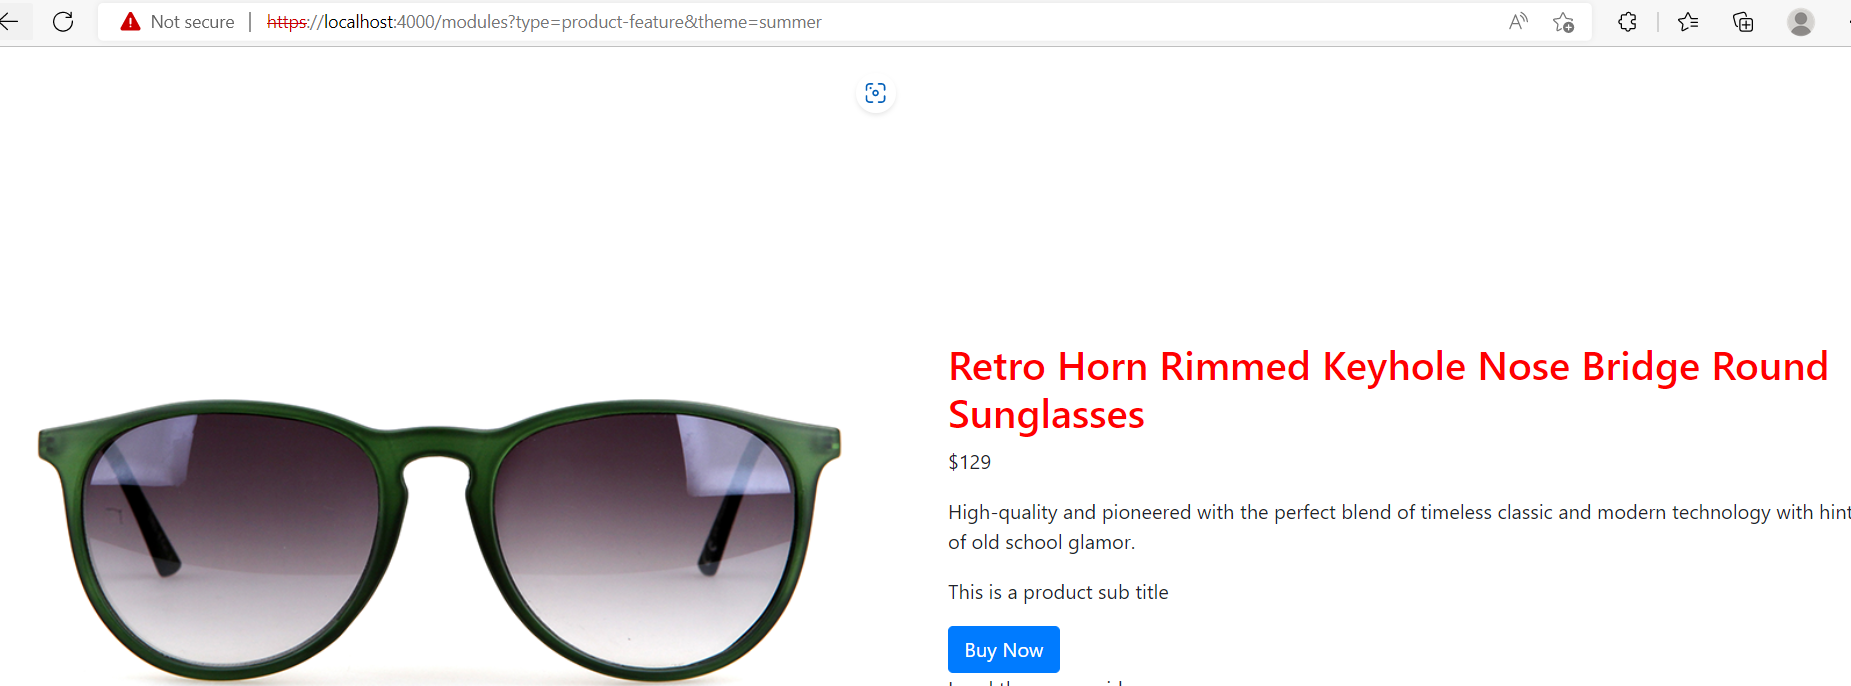 Not secure | https://localhost:4000/modules?type=product-feature&theme=summer
Retro Horn Rimmed Keyhole Nose Bridge Round
Sunglasses
$129
High-quality and pioneered with the perfect blend of timeless classic and modern technology with hint
of old school glamor.
This is a product sub title
Buy Now